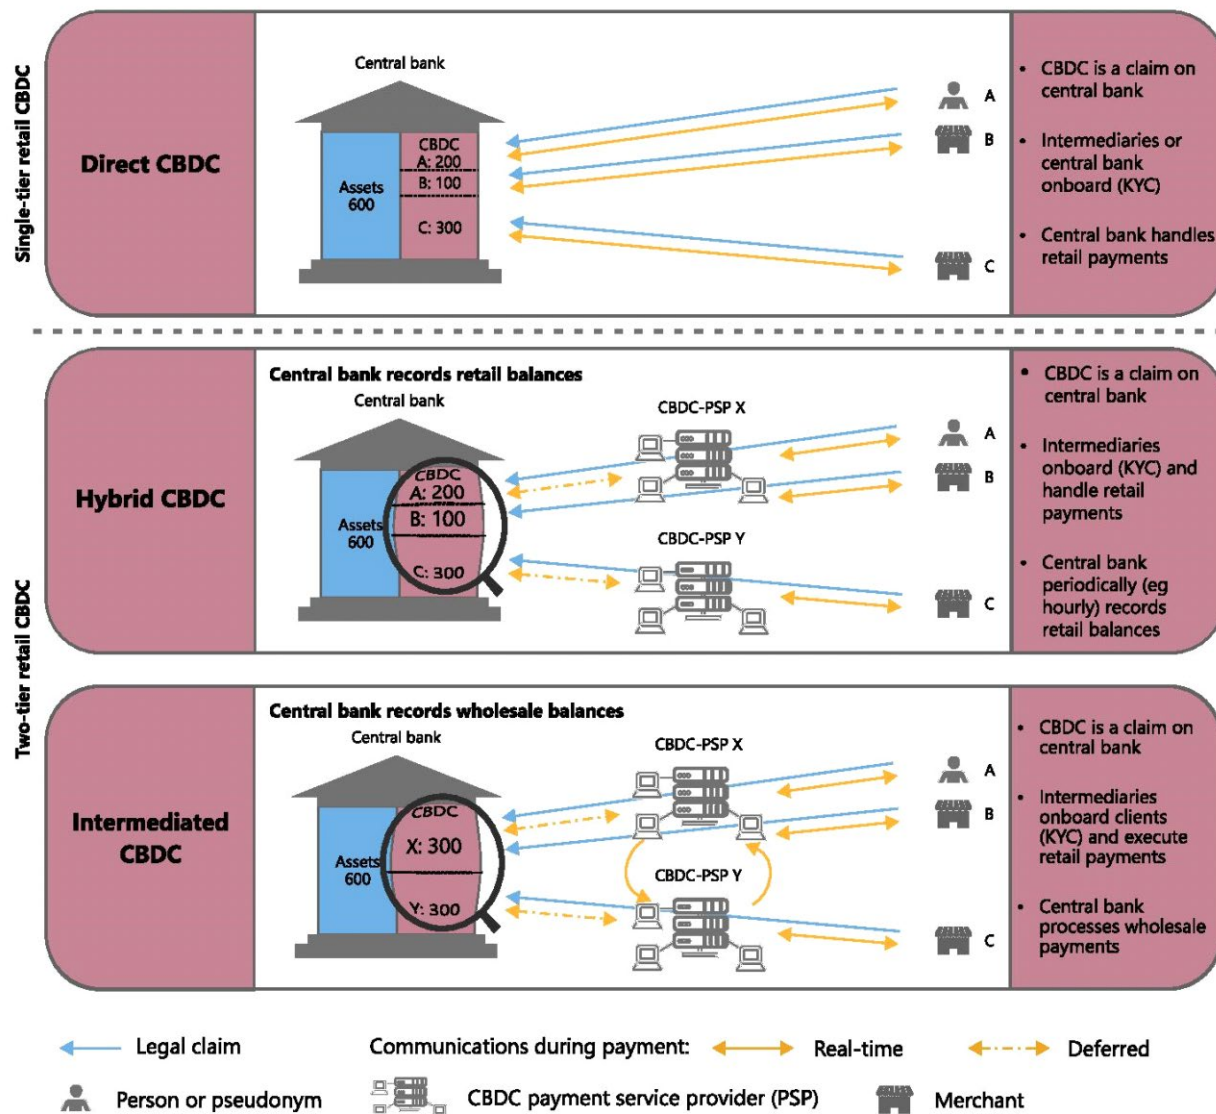 Single-tier retail CBDC
Direct CBDC
Central bank
Assets
600
CBDC
A: 200
B: 100
C: 300
A
B
C
• CBDC is a claim on
central bank
• Intermediaries or
central bank
onboard (KYC)
• Central bank handles
retail payments
Two-tier retail CBDC
Hybrid CBDC
Central bank records retail balances
Central bank
Assets
600
CBDC
A: 200
B: 100
C: 300
CBDC-PSP X
CBDC-PSP Y
A
B
C
• CBDC is a claim on
central bank
• Intermediaries
onboard (KYC) and
handle retail
payments
• Central bank
periodically (eg
hourly) records
retail balances
Intermediated
CBDC
Central bank records wholesale balances
Central bank
Assets
600
CBDC
X: 300
Y: 300
CBDC-PSP X
CBDC-PSP Y
A
B
C
• CBDC is a claim on
central bank
• Intermediaries
onboard clients
(KYC) and execute
retail payments
• Central bank
processes wholesale
payments
Legal claim
Communications during payment:
Real-time
Deferred
Person or pseudonym
CBDC payment service provider (PSP)
Merchant